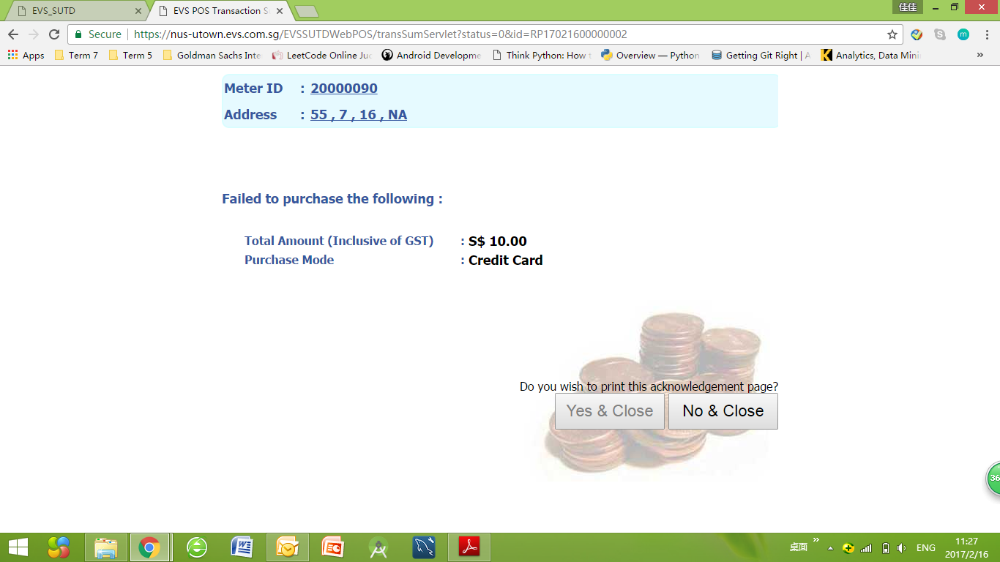 EVS_SUTD
EVS POS Transaction S
佳佳
Secure
https://nus-utown.evs.com.sg/EVSSUTDWebPOS/transSumServlet?status=0&id=RP17021600000002
m
Apps
Term 7
Term 5
Goldman Sachs Inte
LeetCode Online Juc
Android Developme
Think Python: How t
Overview — Python
Getting Git Right | A
Analytics, Data Mini
»
Meter ID : 20000090
Address : 55 , 7 , 16 , NA
Failed to purchase the following :
Total Amount (Inclusive of GST) : S$ 10.00
Purchase Mode : Credit Card
Do you wish to print this acknowledgement page?
Yes & Close
No & Close
36
桌面
»
ENG
11:27
2017/2/16